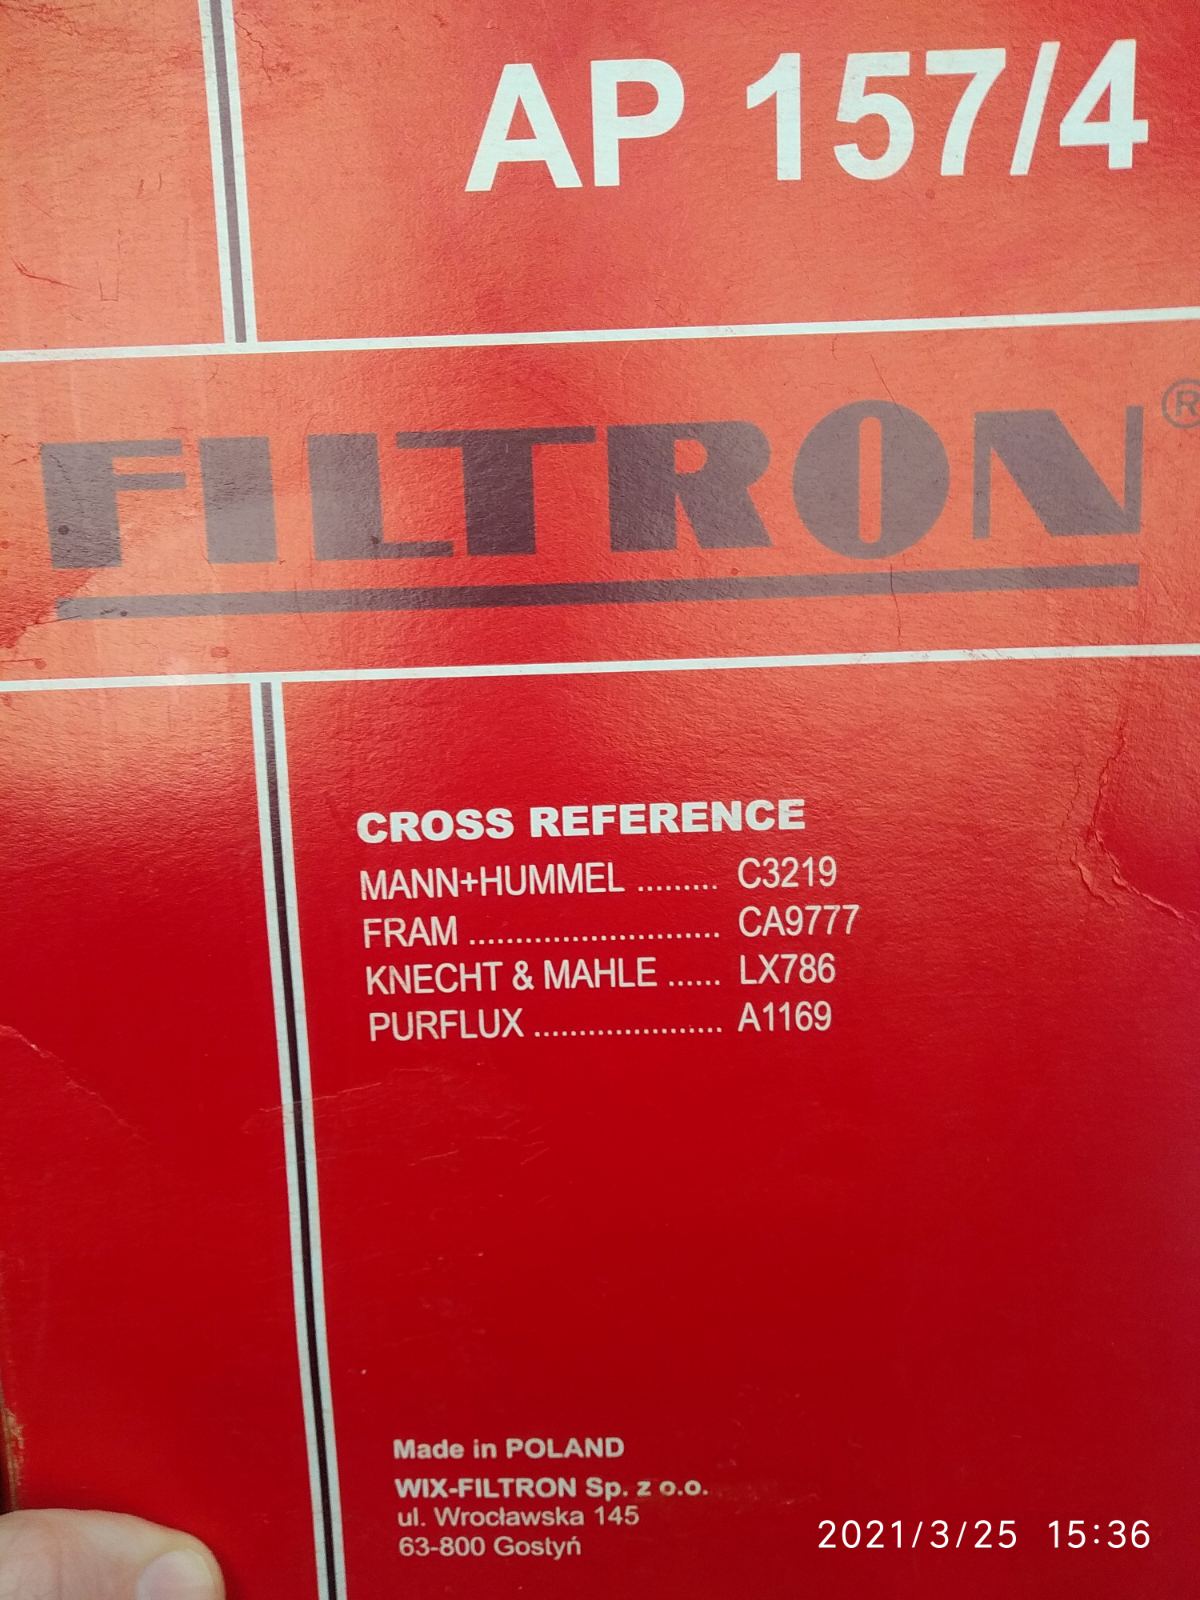 AP 157/4
FILTRON®
CROSS REFERENCE
MANN+HUMMEL ......... C3219
FRAM ........................... CA9777
KNECHT & MAHLE ...... LX786
PURFLUX .................... A1169
Made in POLAND
WIX-FILTRON Sp. z o.o.
ul. Wrocławska 145
63-800 Gostyń
2021/3/25 15:36